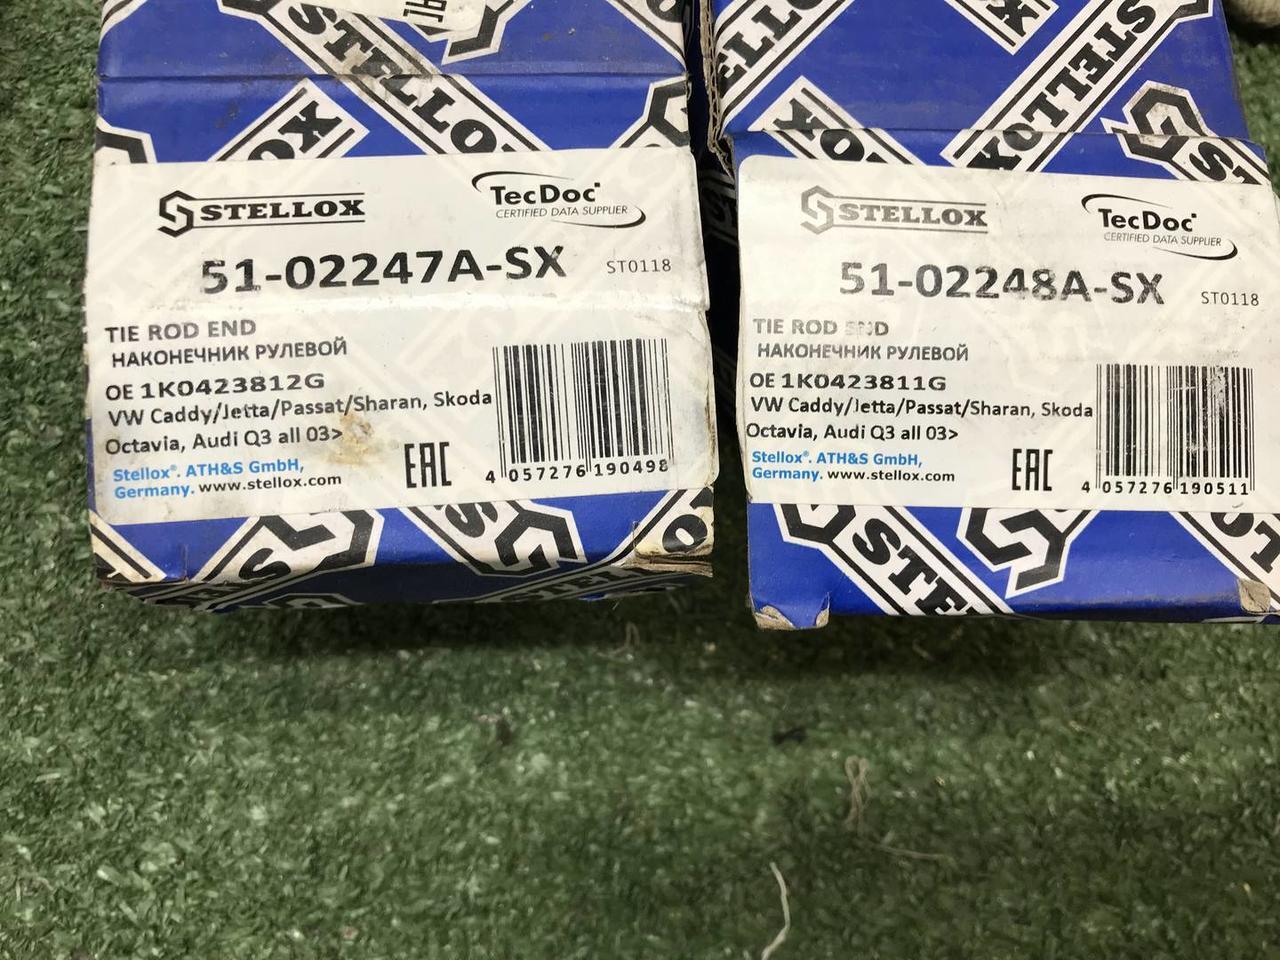 STELLOX
STELLOX
TecDoc
CERTIFIED DATA SUPPLIER
51-02247A-SX
ST0118
TIE ROD END
НАКОНЕЧНИК РУЛЕВОЙ
OE 1K0423812G
VW Caddy/Jetta/Passat/Sharan, Skoda
Octavia, Audi Q3 all 03>
Stellox®. ATH&S GmbH,
Germany. www.stellox.com
EAC
4 057276 190498
STELLOX
STELLOX
TecDoc
CERTIFIED DATA SUPPLIER
51-02248A-SX
ST0118
TIE ROD END
НАКОНЕЧНИК РУЛЕВОЙ
OE 1K0423811G
VW Caddy/Jetta/Passat/Sharan, Skoda
Octavia, Audi Q3 all 03>
Stellox®. ATH&S GmbH,
Germany. www.stellox.com
EAC
4 057276 190511